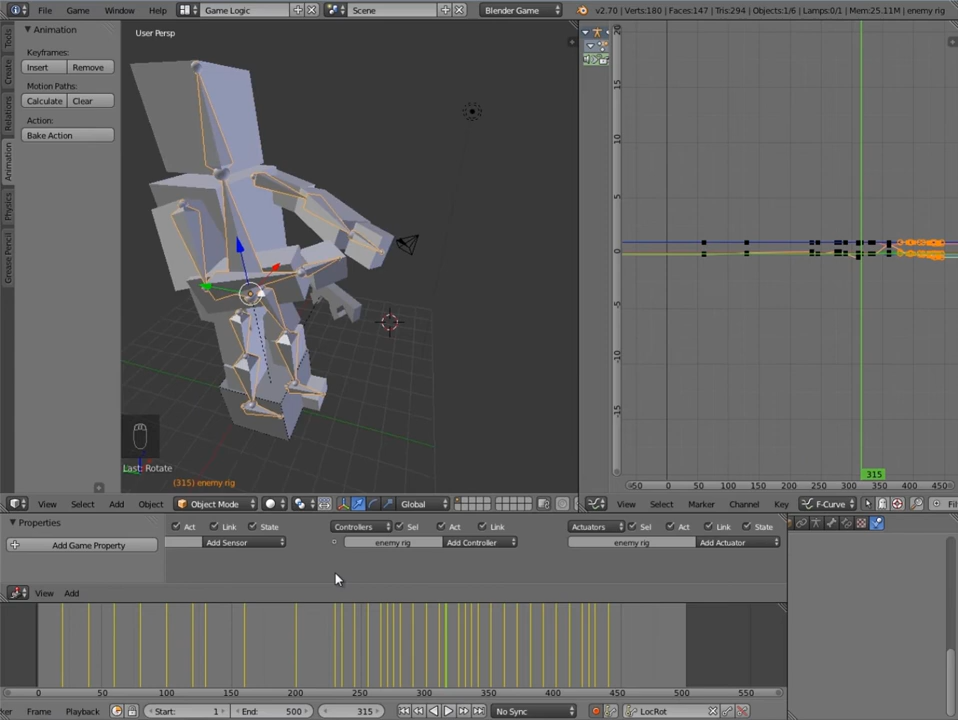 File Game Window Help Game Logic Scene Blender Game v2.70 | Verts:180 | Faces:147 | Tris:294 | Objects:1/6 | Lamps:0/1 | Mem:25.11M | enemy rig
Tools
Create
Relations
Animation
Physics
Grease Pencil
Animation
Keyframes:
Insert Remove
Motion Paths:
Calculate Clear
Action:
Bake Action
User Persp
Last: Rotate
(315) enemy rig
20
15
10
5
0
-5
-10
-15
315
-50 0 50 100 150 200 250 300 350 400 450
View Select Add Object Object Mode Global
View Select Marker Channel Key F-Curve Fil
Properties
Add Game Property
Act Link State Controllers Sel Act Link Actuators Sel Act Link State
Add Sensor enemy rig Add Controller enemy rig Add Actuator
View Add
0 50 100 150 200 250 300 350 400 450 500 550
ker Frame Playback Start: 1 End: 500 315 No Sync LocRot